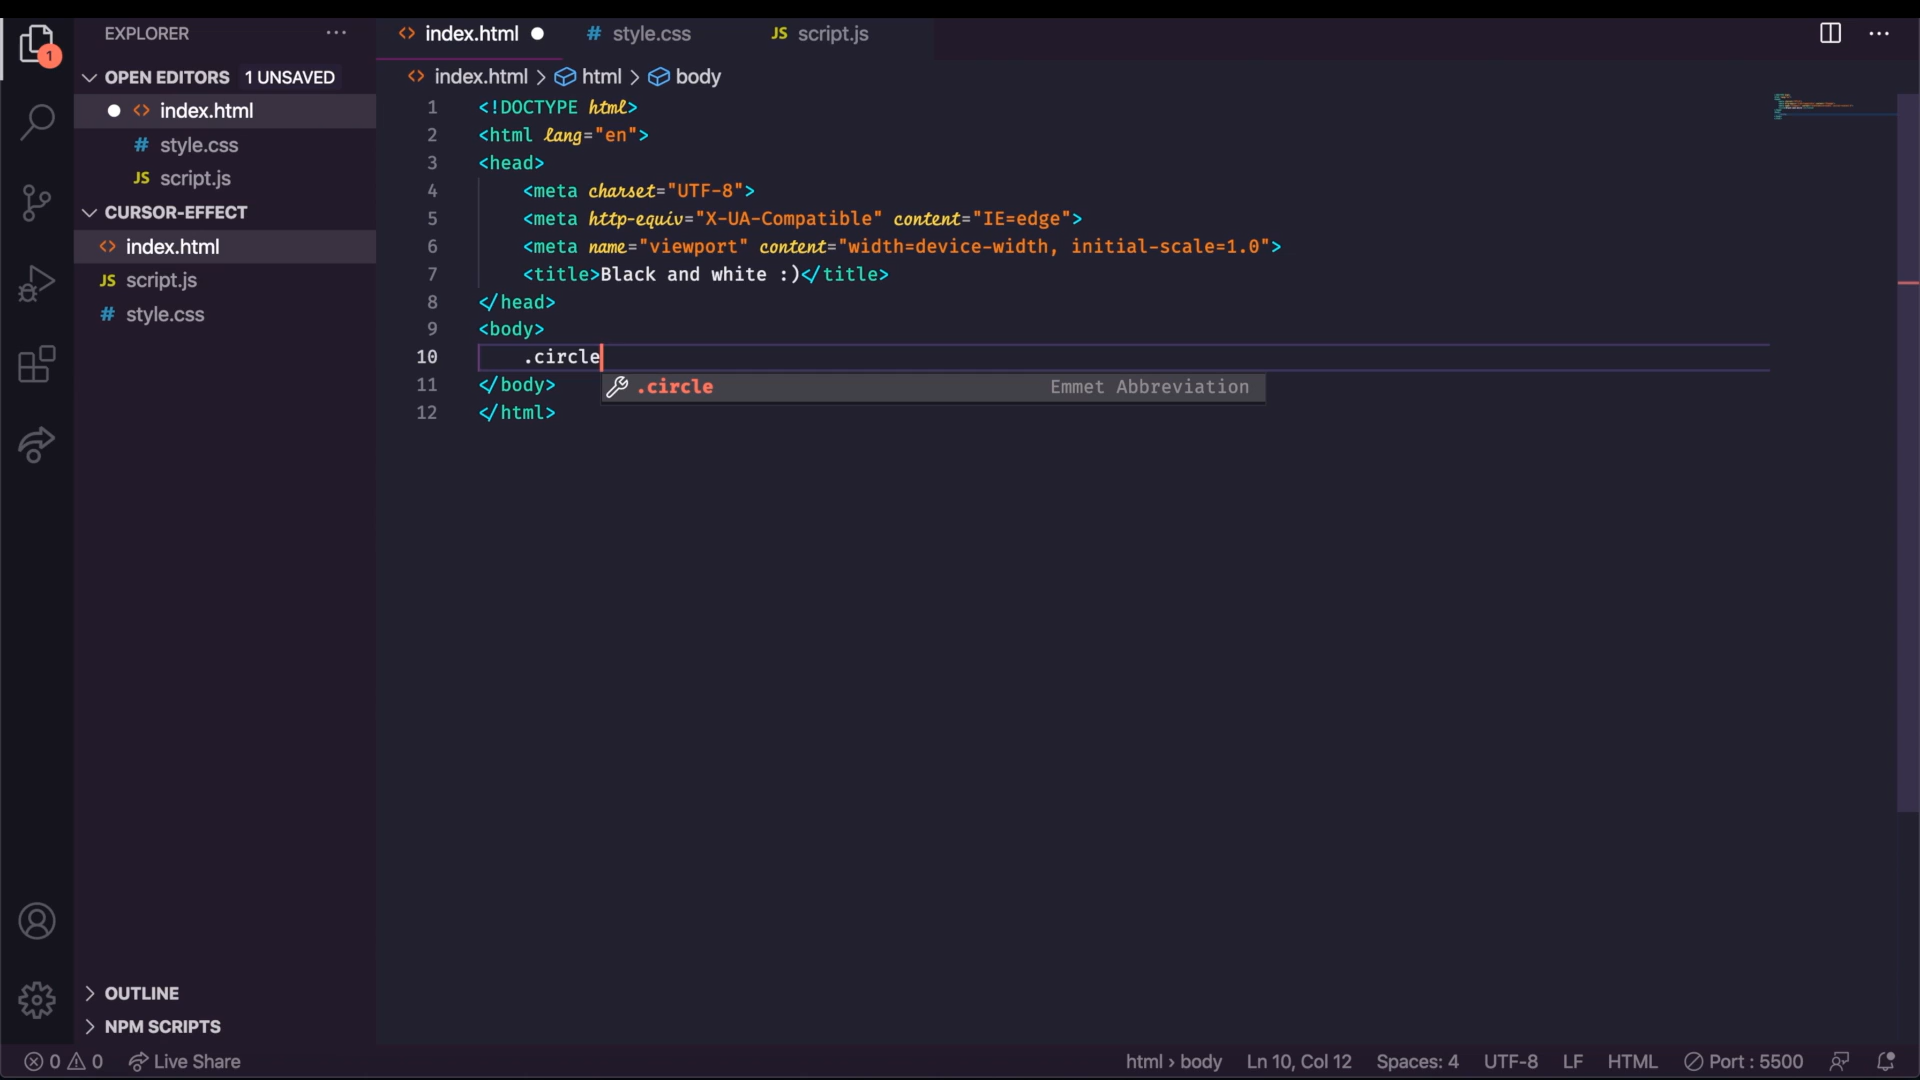 EXPLORER
index.html
style.css
JS script.js
1
OPEN EDITORS 1 UNSAVED
index.html
# style.css
JS script.js
CURSOR-EFFECT
index.html
JS script.js
# style.css
OUTLINE
NPM SCRIPTS
index.html > html > body
1 <!DOCTYPE html>
2 <html lang="en">
3 <head>
4 <meta charset="UTF-8">
5 <meta http-equiv="X-UA-Compatible" content="IE=edge">
6 <meta name="viewport" content="width=device-width, initial-scale=1.0">
7 <title>Black and white :)</title>
8 </head>
9 <body>
10 .circle
.circle Emmet Abbreviation
11 </body>
12 </html>
0 0 Live Share html › body Ln 10, Col 12 Spaces: 4 UTF-8 LF HTML Port : 5500